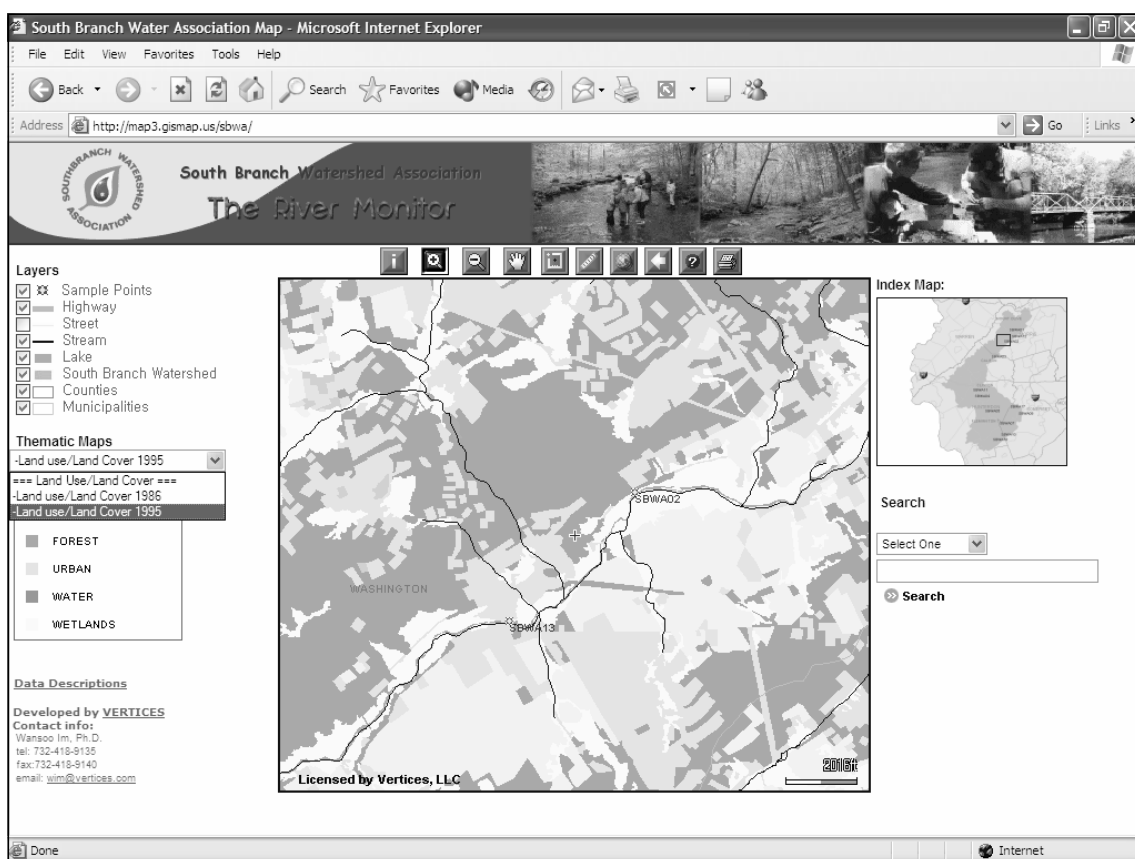 South Branch Water Association Map - Microsoft Internet Explorer
File Edit View Favorites Tools Help
Back Search Favorites Media
Address http://map3.gismap.us/sbwa/ Go Links
SOUTHBRANCH WATERSHED ASSOCIATION
South Branch Watershed Association
The River Monitor
Layers
Sample Points
Highway
Street
Stream
Lake
South Branch Watershed
Counties
Municipalities
Thematic Maps
-Land use/Land Cover 1995
=== Land Use/Land Cover ===
-Land use/Land Cover 1986
-Land use/Land Cover 1995
FOREST
URBAN
WATER
WETLANDS
Data Descriptions
Developed by VERTICES
Contact info:
Wansoo Im, Ph.D.
tel: 732-418-9135
fax:732-418-9140
email: wim@vertices.com
SBWA02
WASHINGTON
SBWA13
Licensed by Vertices, LLC
2016ft
Index Map:
Search
Select One
Search
Done Internet